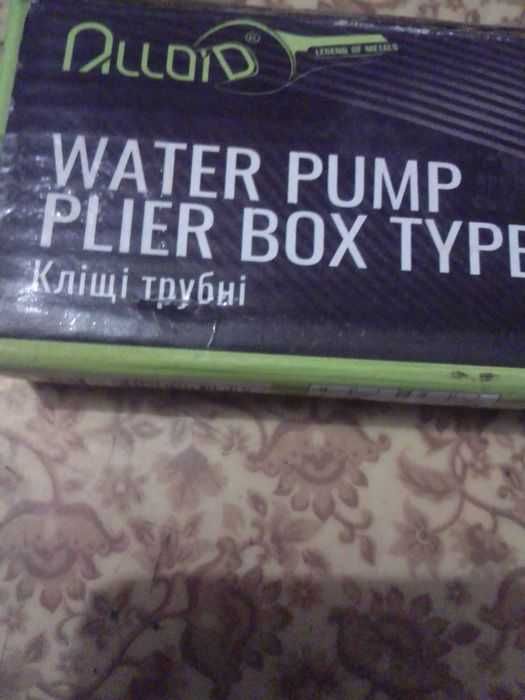 ALLOID®
LEGEND OF METALS
WATER PUMP
PLIER BOX TYPE
Кліщі трубні